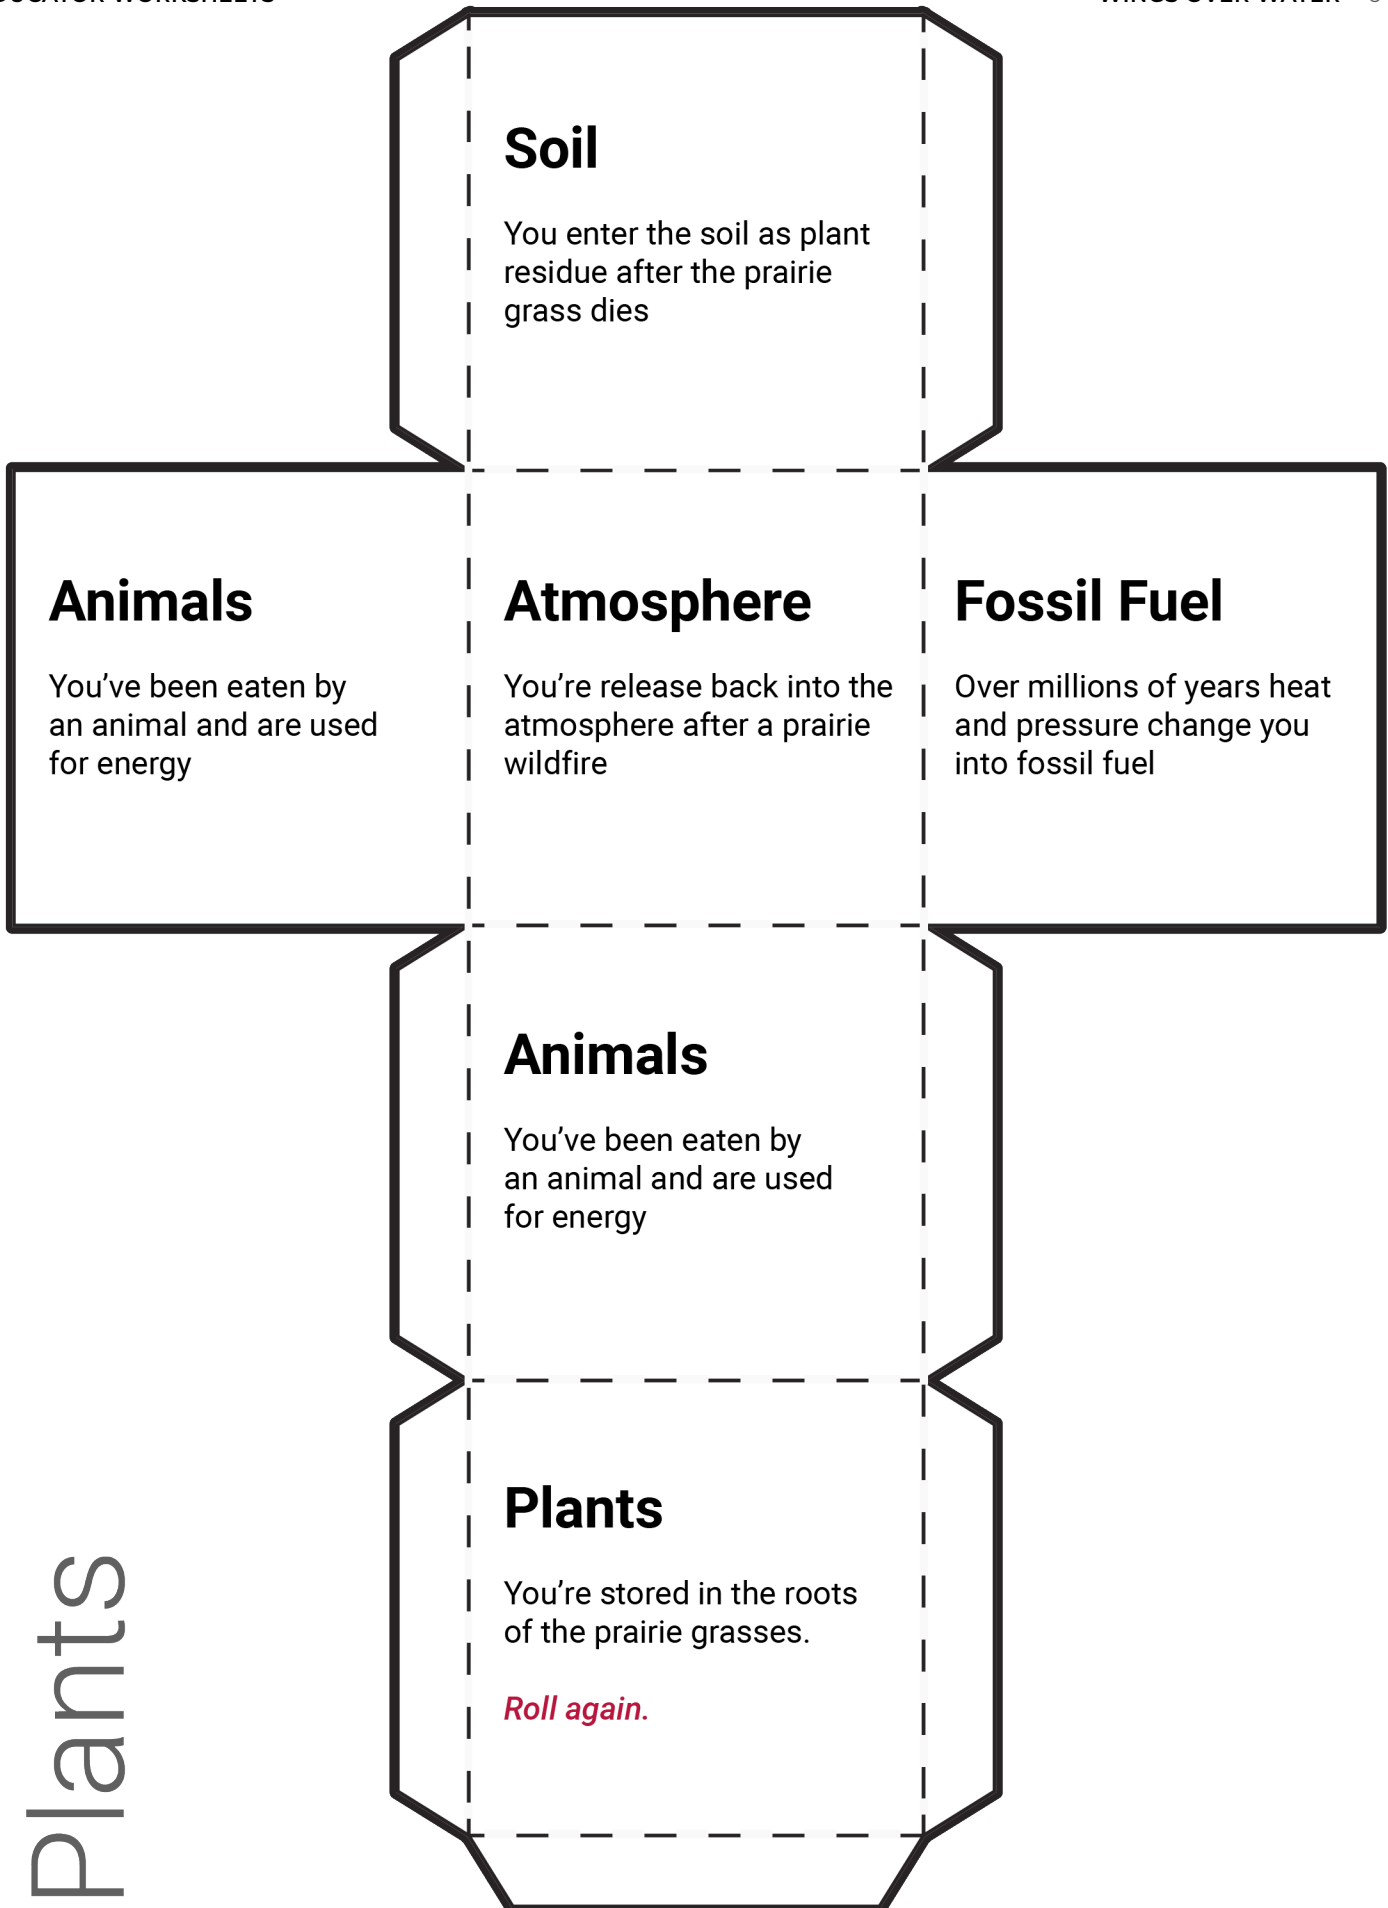 WINGS OVER WATER
Soil
You enter the soil as plant
residue after the prairie
grass dies
Animals
You've been eaten by
an animal and are used
for energy
Atmosphere
You're release back into the
atmosphere after a prairie
wildfire
Fossil Fuel
Over millions of years heat
and pressure change you
into fossil fuel
Animals
You've been eaten by
an animal and are used
for energy
Plants
You're stored in the roots
of the prairie grasses.
Roll again.
Plants